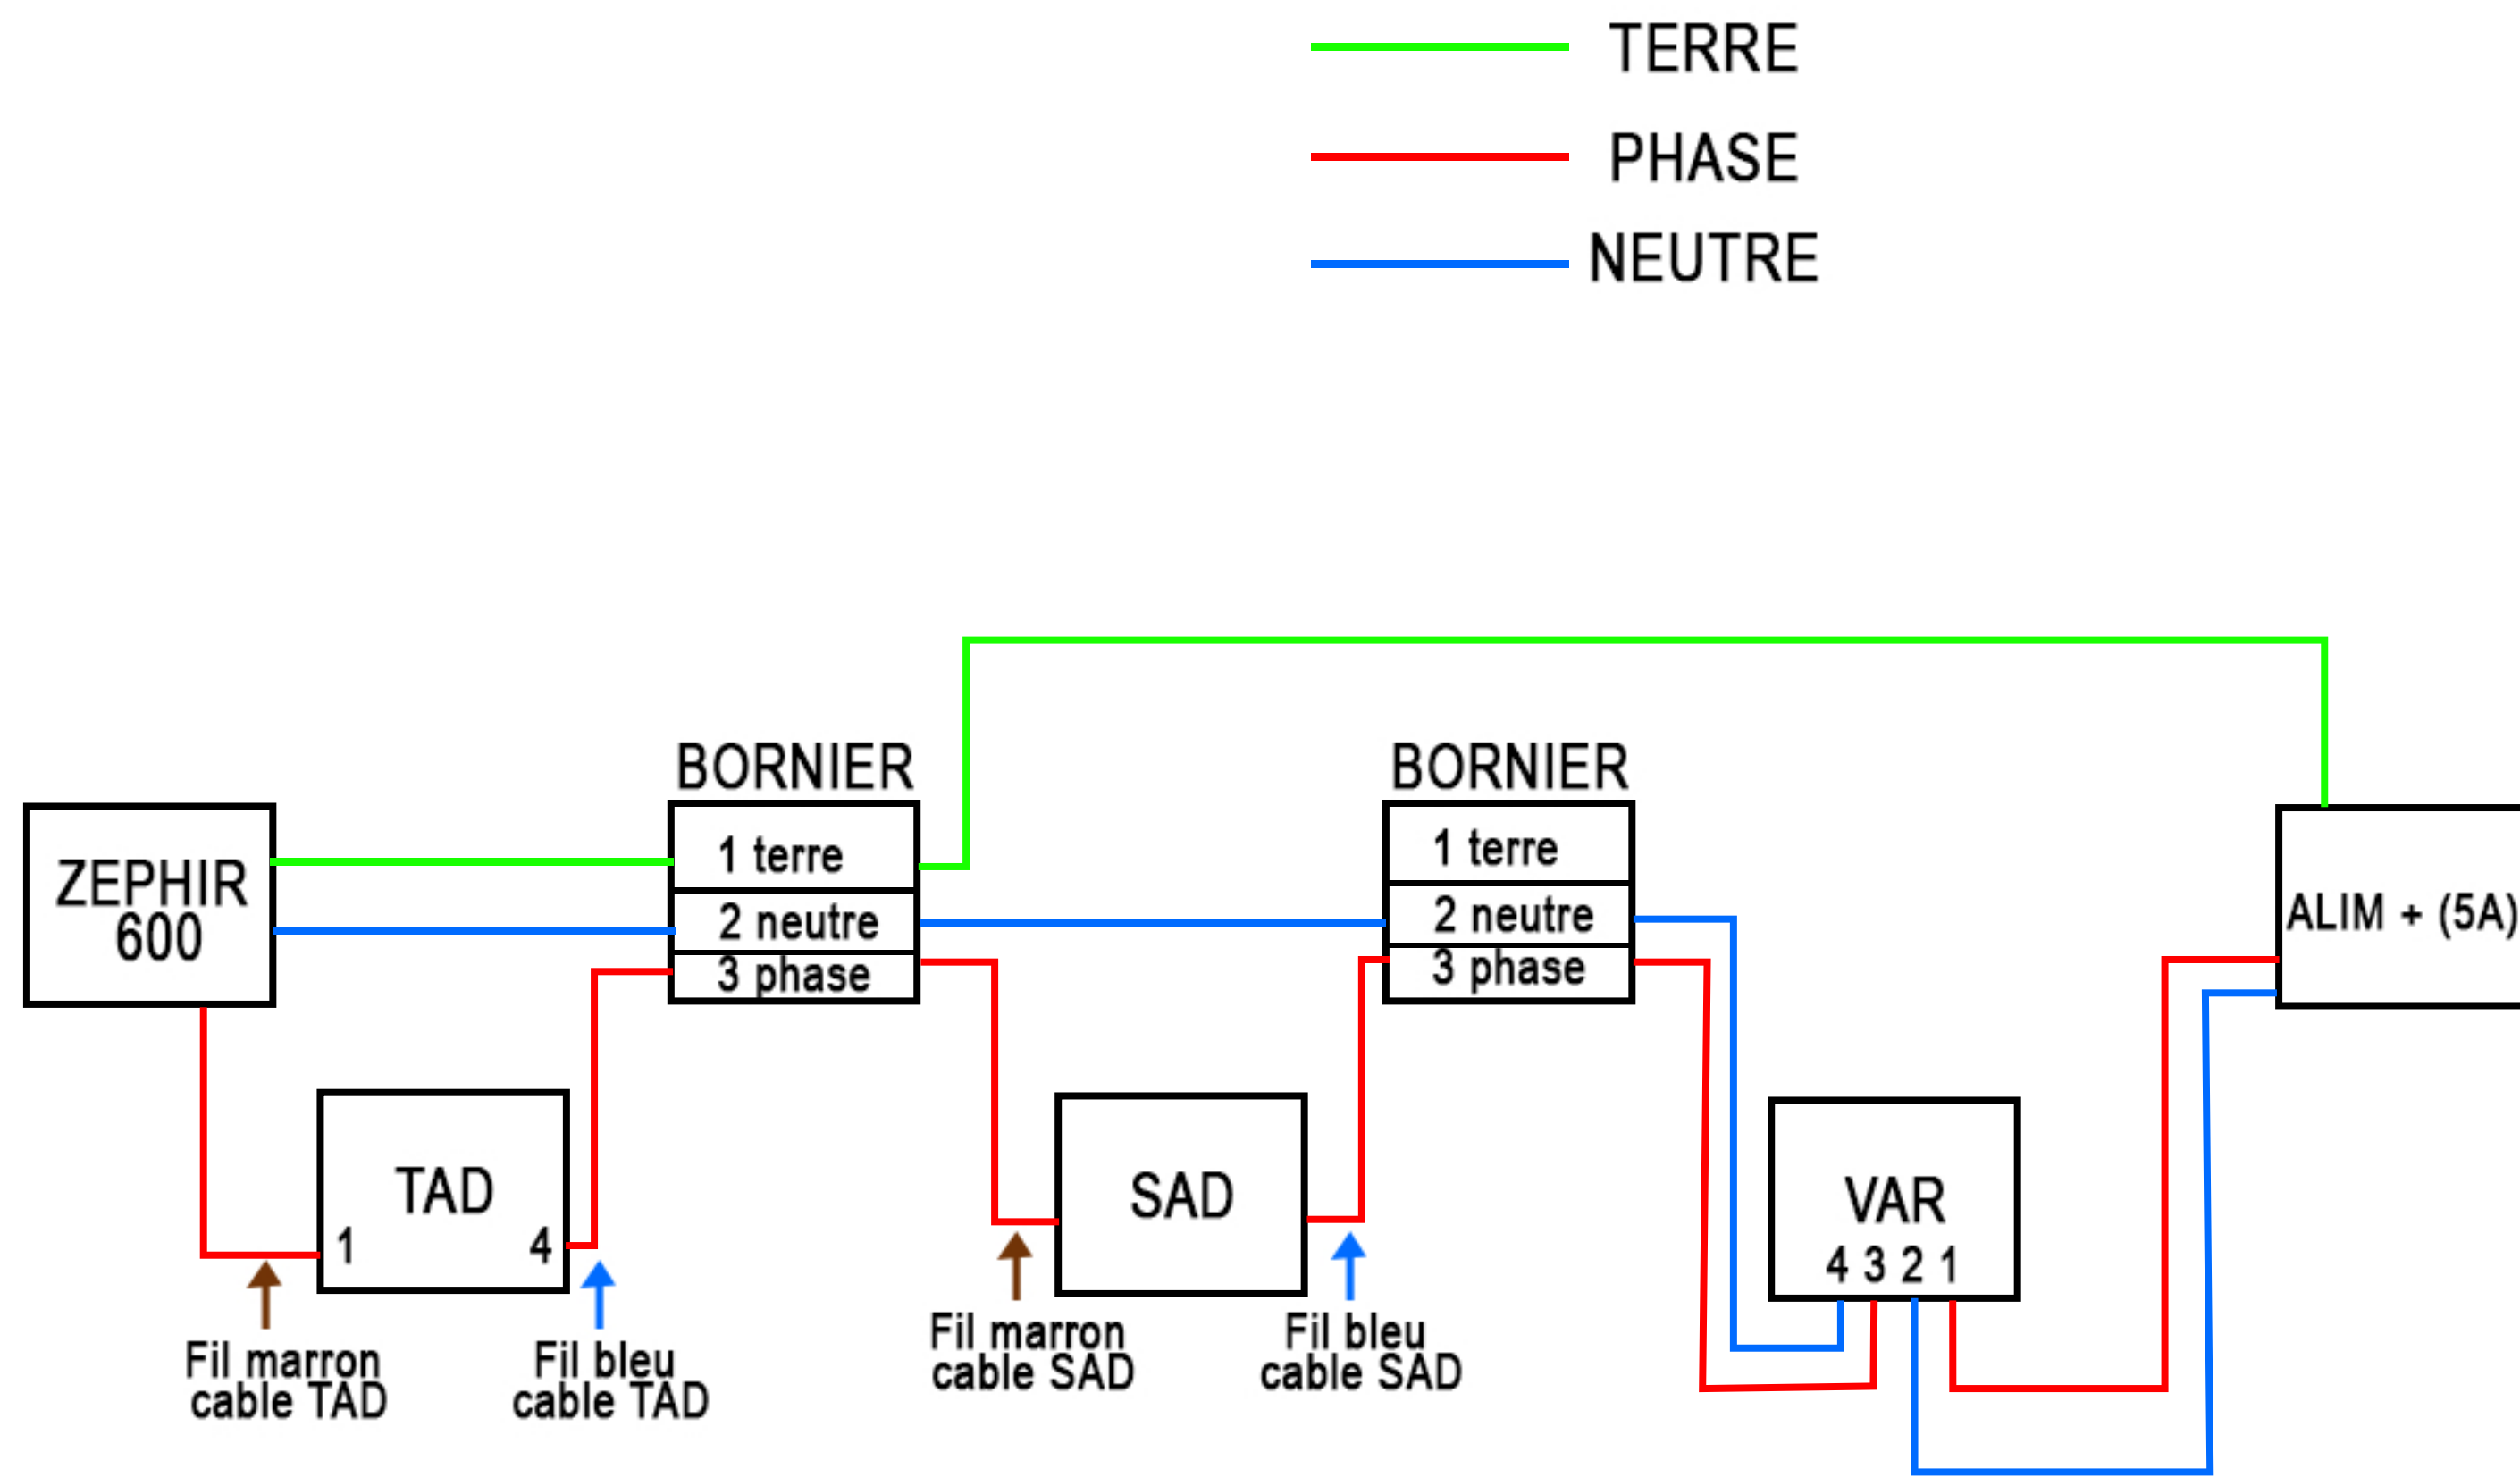 TERRE
PHASE
NEUTRE
BORNIER
BORNIER
ZEPHIR
600
1 terre
2 neutre
3 phase
1 terre
2 neutre
3 phase
ALIM + (5A)
TAD
1
4
SAD
VAR
4 3 2 1
Fil marron
cable TAD
Fil bleu
cable TAD
Fil marron
cable SAD
Fil bleu
cable SAD